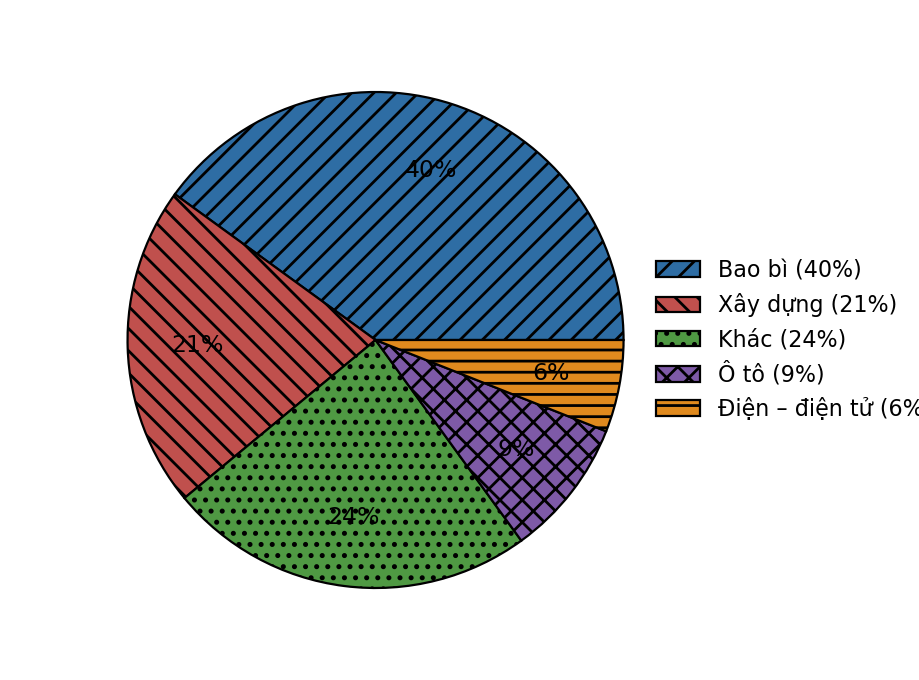 40%
21%
24%
9%
6%
Bao bì (40%)
Xây dựng (21%)
Khác (24%)
Ô tô (9%)
Điện – điện tử (6%